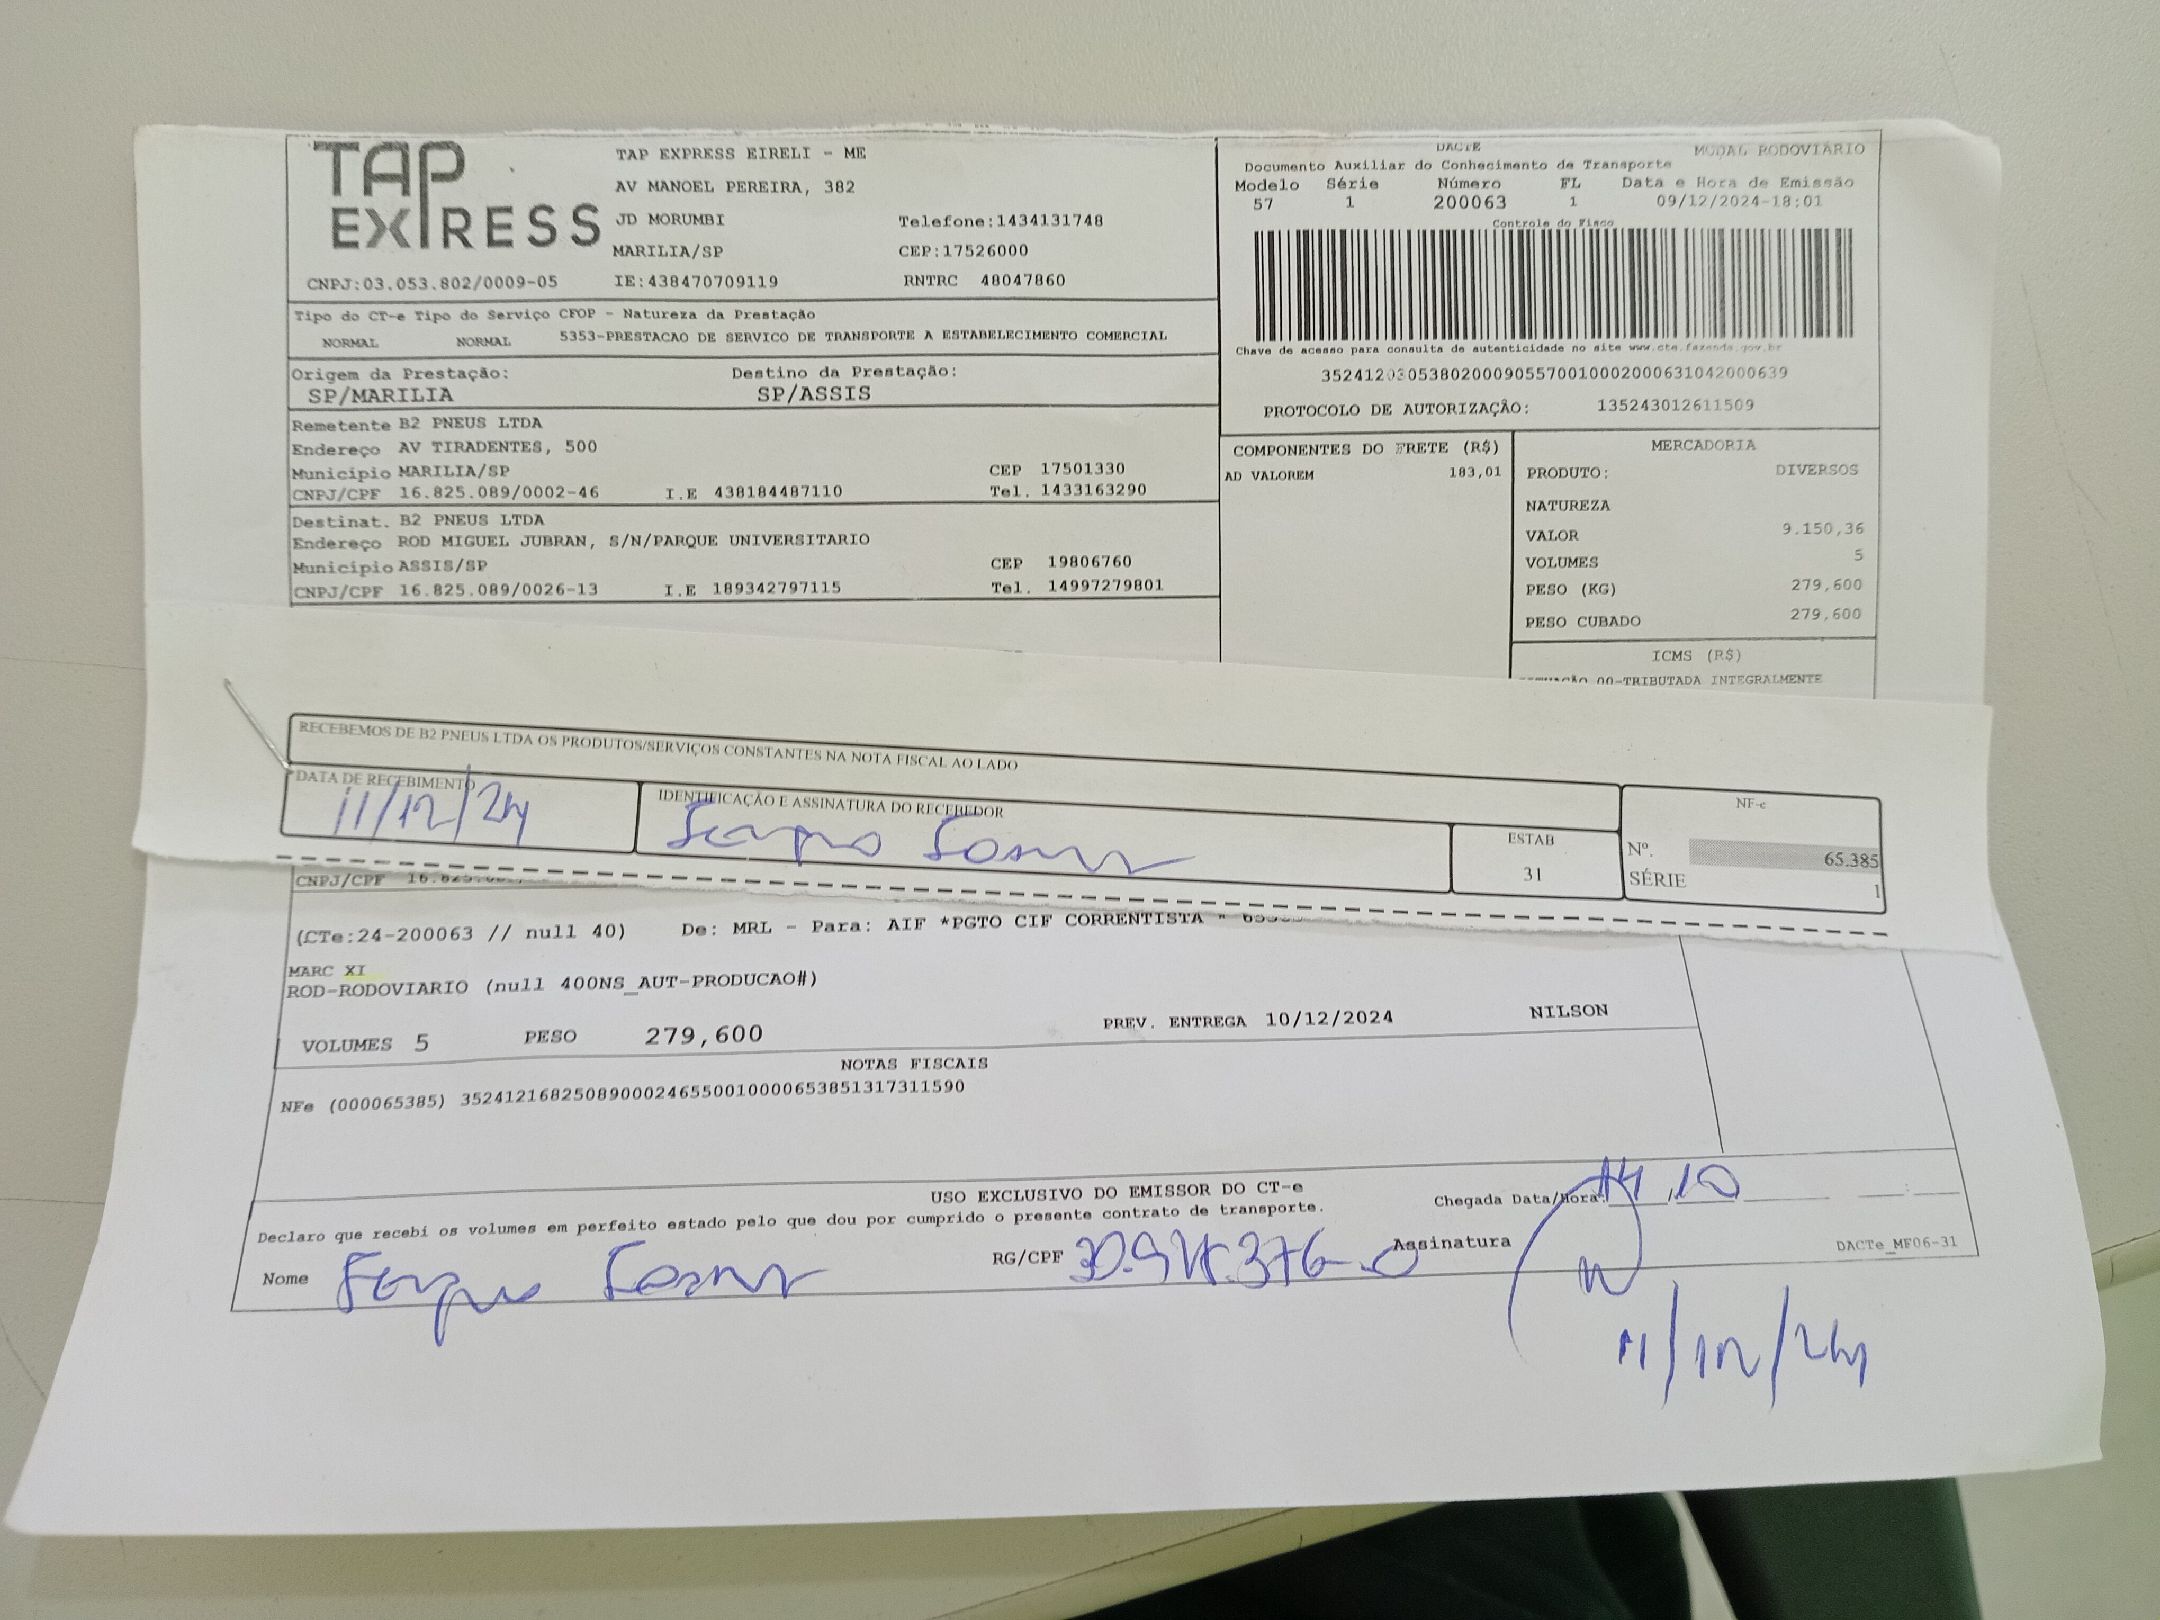 TAP EXPRESS
TAP EXPRESS EIRELI - ME
AV MANOEL PEREIRA, 382
JD MORUMBI Telefone:1434131748
MARILIA/SP CEP:17526000
CNPJ:03.053.802/0009-05 IE:438470709119 RNTRC 48047860
DACTE MODAL RODOVIÁRIO
Documento Auxiliar do Conhecimento de Transporte
Modelo Série Número FL Data e Hora de Emissão
57 1 200063 1 09/12/2024-18:01
Controle do Fisco
Chave de acesso para consulta de autenticidade no site www.cte.fazenda.gov.br
35241203053802000905570010002000631042000639
PROTOCOLO DE AUTORIZAÇÃO: 135243012611509
Tipo do CT-e Tipo do Serviço CFOP - Natureza da Prestação
NORMAL NORMAL 5353-PRESTACAO DE SERVICO DE TRANSPORTE A ESTABELECIMENTO COMERCIAL
Origem da Prestação: Destino da Prestação:
SP/MARILIA SP/ASSIS
Remetente B2 PNEUS LTDA
Endereço AV TIRADENTES, 500
Município MARILIA/SP CEP 17501330
CNPJ/CPF 16.825.089/0002-46 I.E 438184487110 Tel. 1433163290
Destinat. B2 PNEUS LTDA
Endereço ROD MIGUEL JUBRAN, S/N/PARQUE UNIVERSITARIO
Município ASSIS/SP CEP 19806760
CNPJ/CPF 16.825.089/0026-13 I.E 189342797115 Tel. 14997279801
COMPONENTES DO FRETE (R$)
AD VALOREM 183,01
MERCADORIA
PRODUTO: DIVERSOS
NATUREZA
VALOR 9.150,36
VOLUMES 5
PESO (KG) 279,600
PESO CUBADO 279,600
ICMS (R$)
00-TRIBUTADA INTEGRALMENTE
RECEBEMOS DE B2 PNEUS LTDA OS PRODUTOS/SERVIÇOS CONSTANTES NA NOTA FISCAL AO LADO
DATA DE RECEBIMENTO IDENTIFICAÇÃO E ASSINATURA DO RECEBEDOR
11/12/24
ESTAB
31
NF-e
Nº. 65.385
SÉRIE 1
CNPJ/CPF
(CTe:24-200063 // null 40) De: MRL - Para: AIF *PGTO CIF CORRENTISTA *
MARC XI
ROD-RODOVIARIO (null 400NS_AUT-PRODUCAO#)
VOLUMES 5 PESO 279,600 PREV. ENTREGA 10/12/2024 NILSON
NOTAS FISCAIS
NFe (000065385) 35241216825089000246550010000653851317311590
USO EXCLUSIVO DO EMISSOR DO CT-e
Declaro que recebi os volumes em perfeito estado pelo que dou por cumprido o presente contrato de transporte.
Chegada Data/Hora:
Nome RG/CPF Assinatura DACTe_MF06-31
11/12/24